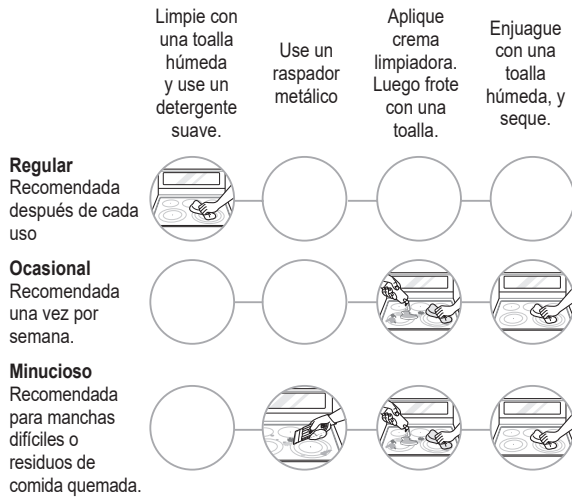 Limpie con
una toalla
húmeda
y use un
detergente
suave.
Use un
raspador
metálico
Aplique
crema
limpiadora.
Luego frote
con una
toalla.
Enjuague
con una
toalla
húmeda, y
seque.
Regular
Recomendada
después de cada
uso
Ocasional
Recomendada
una vez por
semana.
Minucioso
Recomendada
para manchas
difíciles o
residuos de
comida quemada.